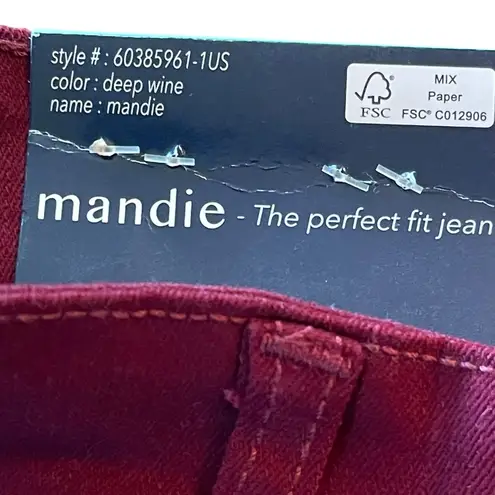 style # : 60385961-1US
color : deep wine
name : mandie
FSC
MIX
Paper
FSC® C012906
mandie - The perfect fit jean